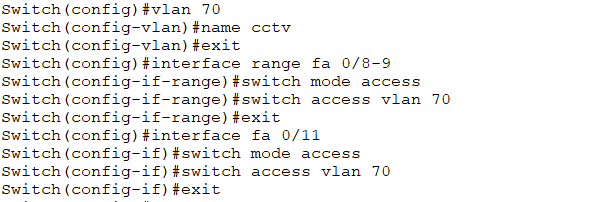 Switch(config)#vlan 70
Switch(config-vlan)#name cctv
Switch(config-vlan)#exit
Switch(config)#interface range fa 0/8-9
Switch(config-if-range)#switch mode access
Switch(config-if-range)#switch access vlan 70
Switch(config-if-range)#exit
Switch(config)#interface fa 0/11
Switch(config-if)#switch mode access
Switch(config-if)#switch access vlan 70
Switch(config-if)#exit